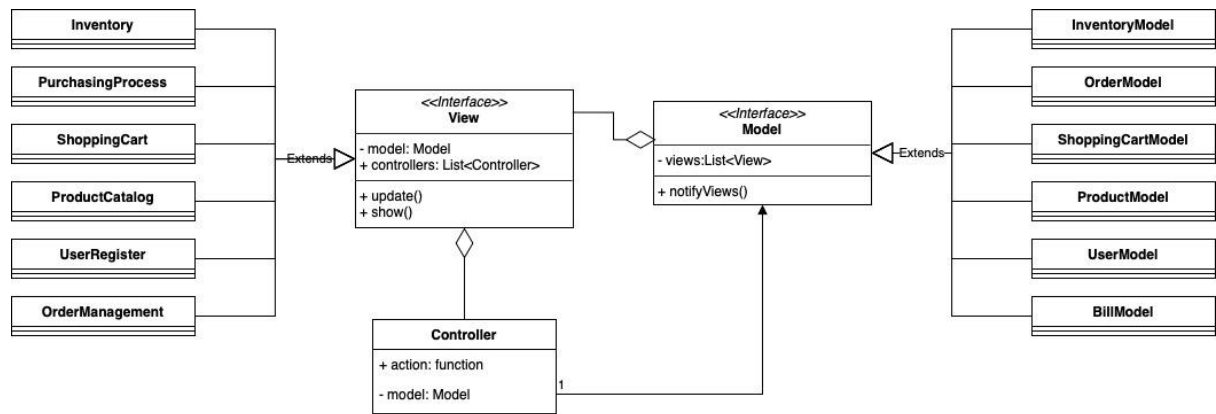 Inventory
PurchasingProcess
ShoppingCart
ProductCatalog
UserRegister
OrderManagement
Extends
<<Interface>>
View
- model: Model
+ controllers: List<Controller>
+ update()
+ show()
Controller
+ action: function
- model: Model
1
<<Interface>>
Model
- views:List<View>
+ notifyViews()
Extends
InventoryModel
OrderModel
ShoppingCartModel
ProductModel
UserModel
BillModel